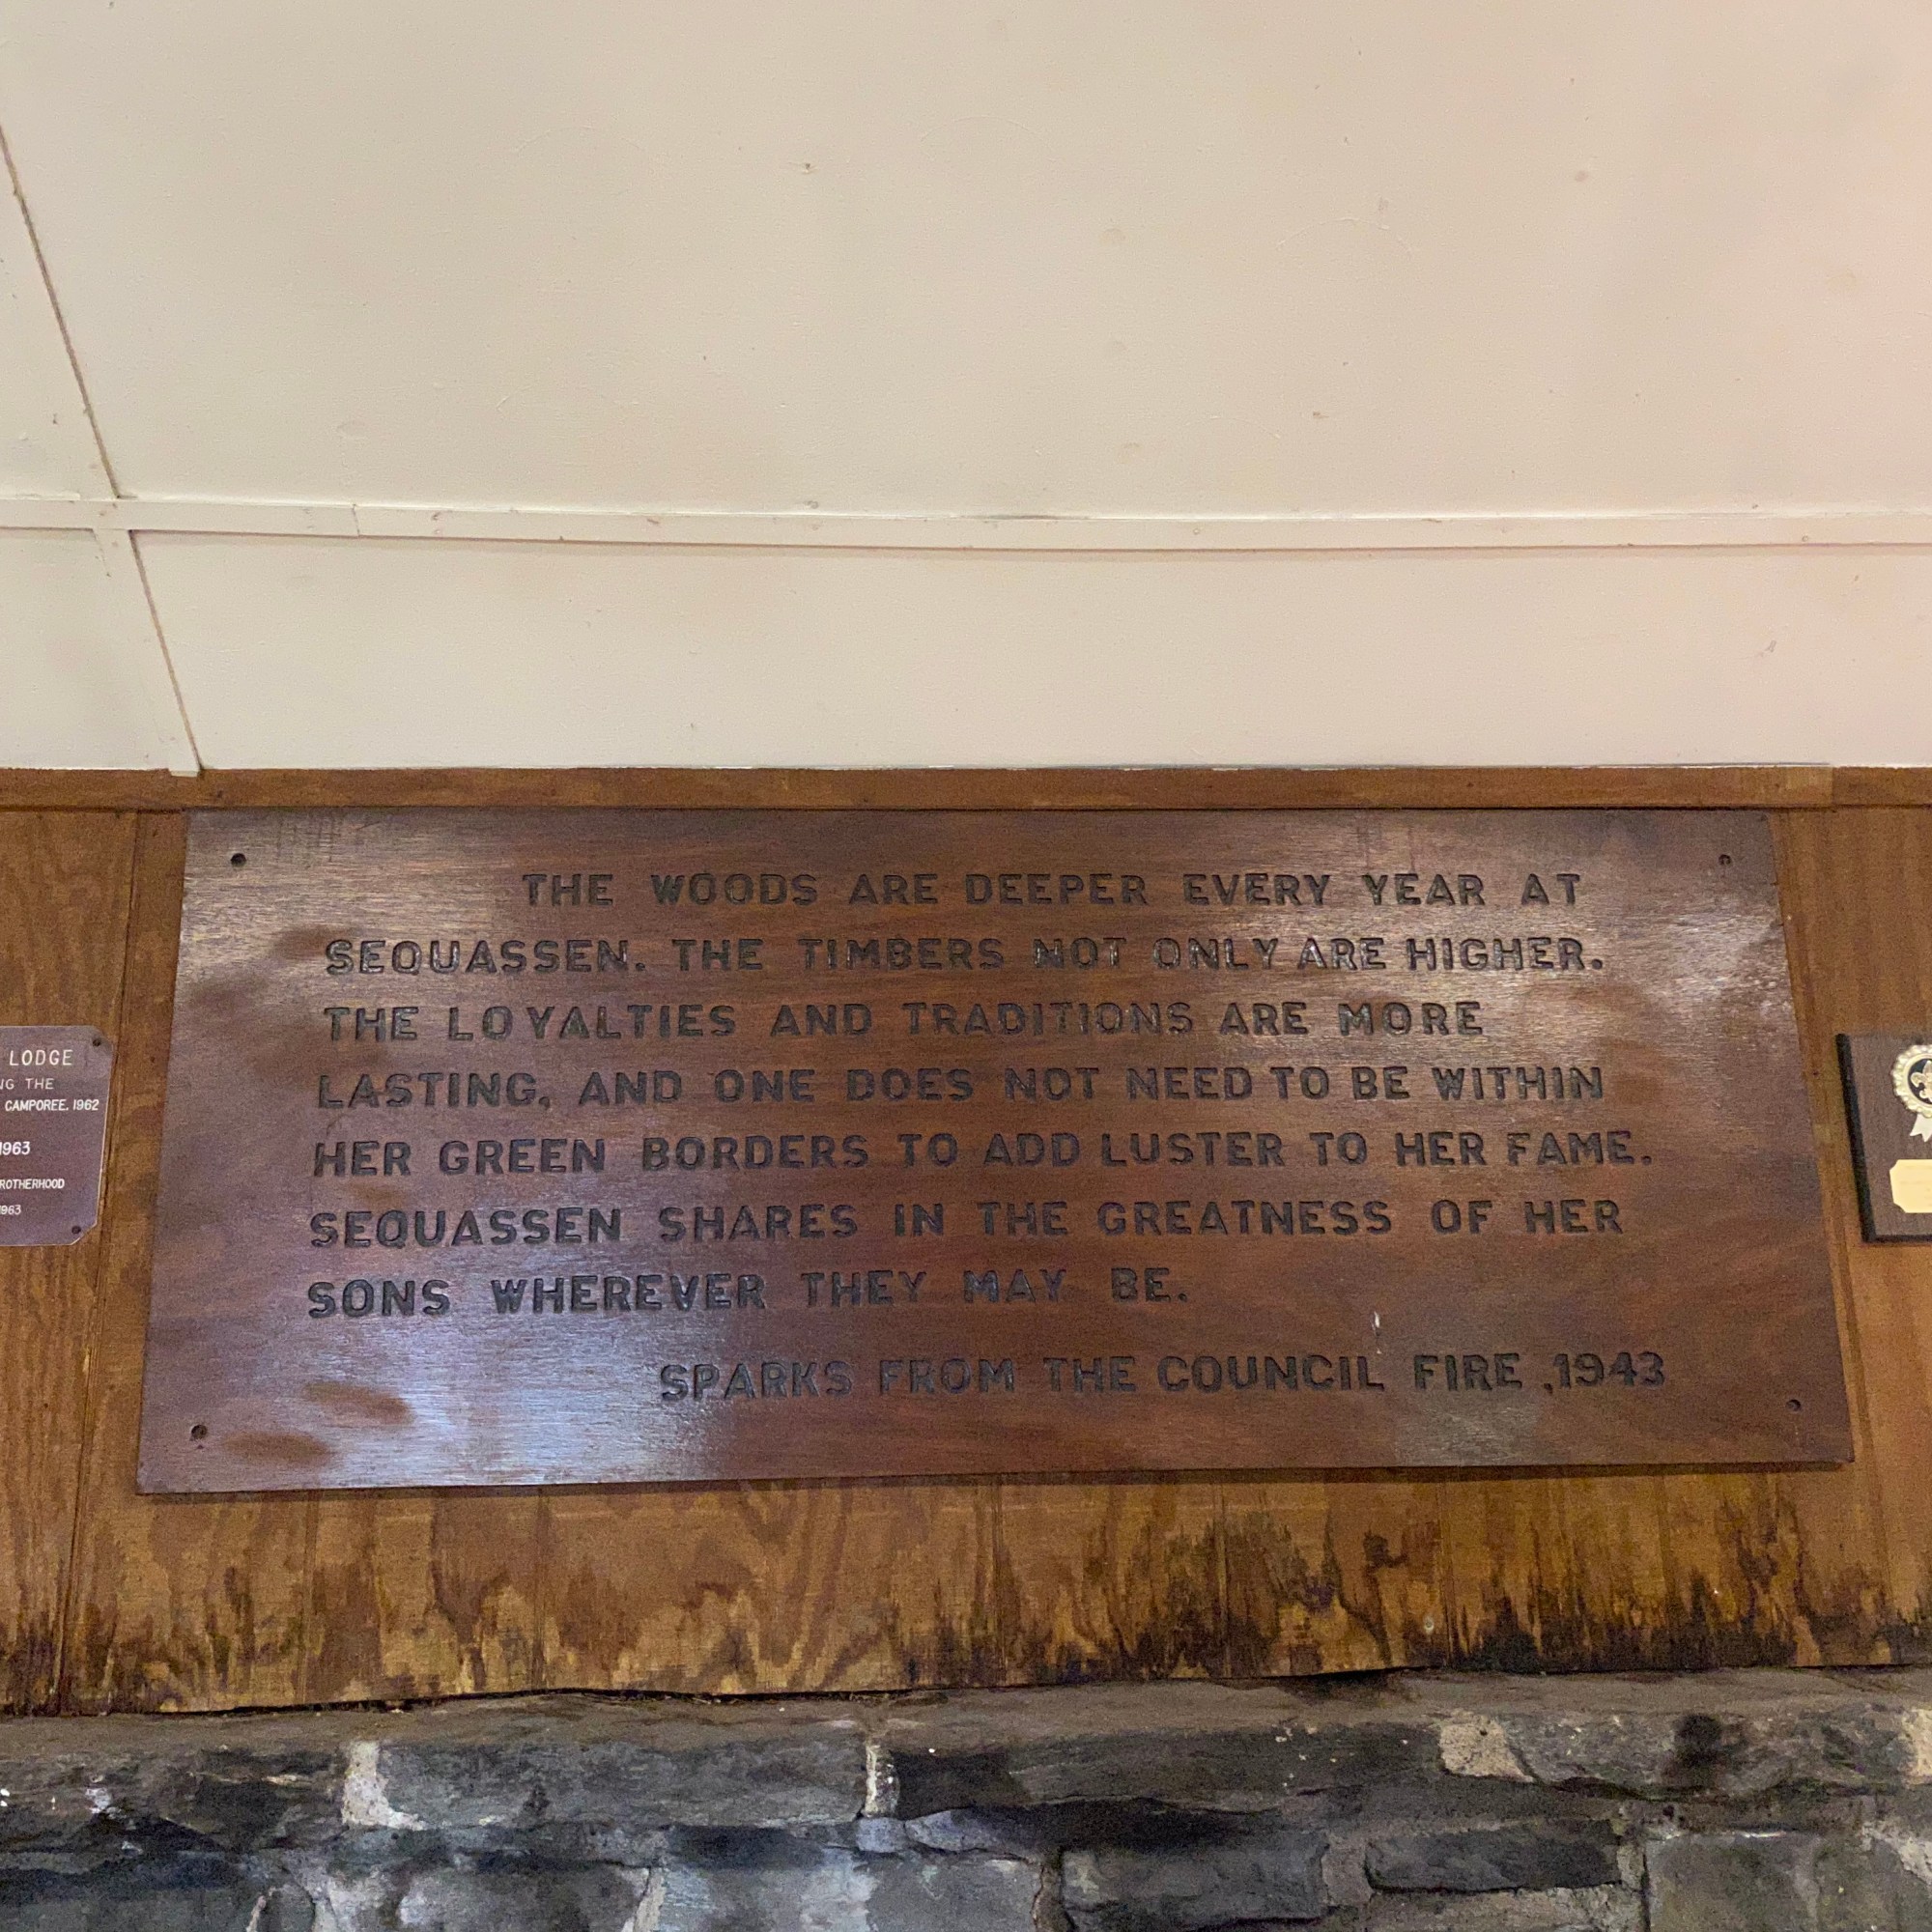 THE WOODS ARE DEEPER EVERY YEAR AT
SEQUASSEN. THE TIMBERS NOT ONLY ARE HIGHER.
THE LOYALTIES AND TRADITIONS ARE MORE
LASTING, AND ONE DOES NOT NEED TO BE WITHIN
HER GREEN BORDERS TO ADD LUSTER TO HER FAME.
SEQUASSEN SHARES IN THE GREATNESS OF HER
SONS WHEREVER THEY MAY BE.
SPARKS FROM THE COUNCIL FIRE ,1943
LODGE
NG THE
CAMPOREE. 1962
1963
ROTHERHOOD
963